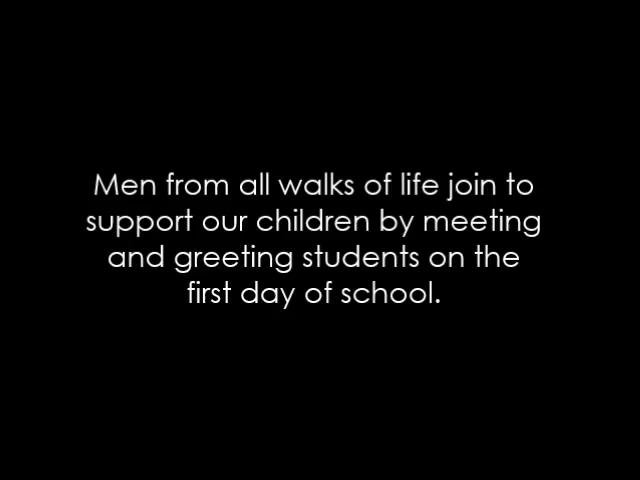 Men from all walks of life join to
support our children by meeting
and greeting students on the
first day of school.